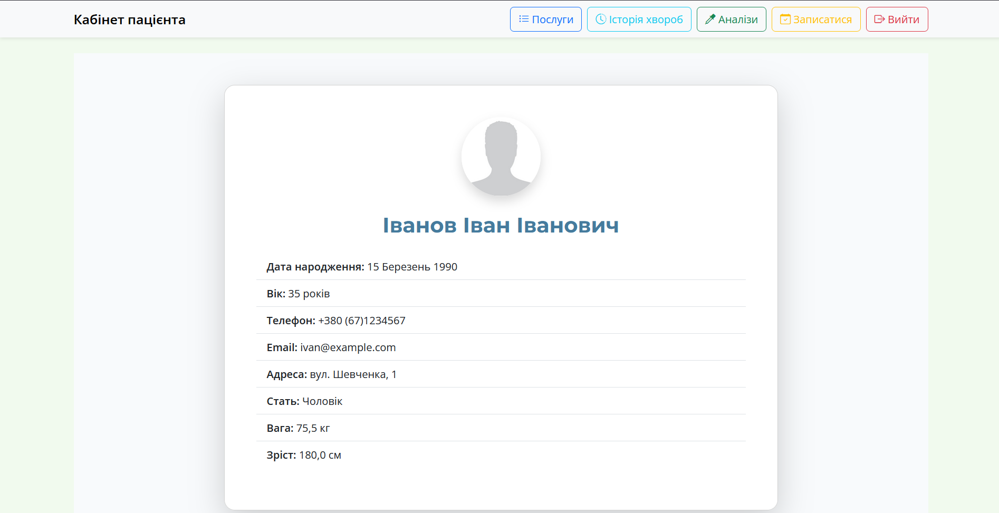 Кабінет пацієнта
Послуги
Історія хвороб
Аналізи
Записатися
Вийти
Іванов Іван Іванович
Дата народження: 15 Березень 1990
Вік: 35 років
Телефон: +380 (67)1234567
Email: ivan@example.com
Адреса: вул. Шевченка, 1
Стать: Чоловік
Вага: 75,5 кг
Зріст: 180,0 см